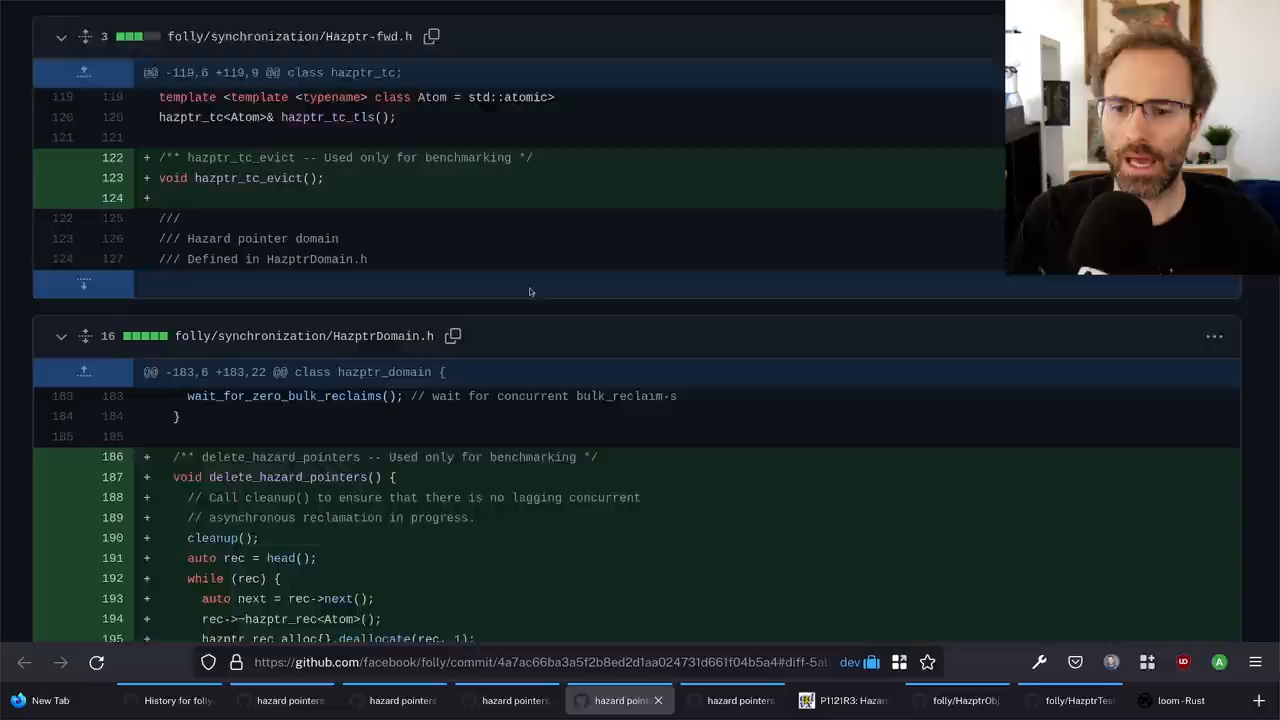 3 folly/synchronization/Hazptr-fwd.h
@@ -119,6 +119,9 @@ class hazptr_tc;
119 119 template <template <typename> class Atom = std::atomic>
120 120 hazptr_tc<Atom>& hazptr_tc_tls();
121 121
122 + /** hazptr_tc_evict -- Used only for benchmarking */
123 + void hazptr_tc_evict();
124 +
122 125 ///
123 126 /// Hazard pointer domain
124 127 /// Defined in HazptrDomain.h
16 folly/synchronization/HazptrDomain.h
@@ -183,6 +183,22 @@ class hazptr_domain {
183 183 wait_for_zero_bulk_reclaims(); // wait for concurrent bulk_reclaim-s
184 184 }
185 185
186 + /** delete_hazard_pointers -- Used only for benchmarking */
187 + void delete_hazard_pointers() {
188 + // Call cleanup() to ensure that there is no lagging concurrent
189 + // asynchronous reclamation in progress.
190 + cleanup();
191 + auto rec = head();
192 + while (rec) {
193 + auto next = rec->next();
194 + rec->~hazptr_rec<Atom>();
195 + hazptr_rec_alloc{}.deallocate(rec, 1);
https://github.com/facebook/folly/commit/4a7ac66ba3a5f2b8ed2d1aa024731d661f04b5a4#diff-5ab dev
New Tab History for folly hazard pointers hazard pointers hazard pointers hazard point hazard pointers P1121R3: Hazar folly/HazptrObj folly/HazptrTest loom - Rust